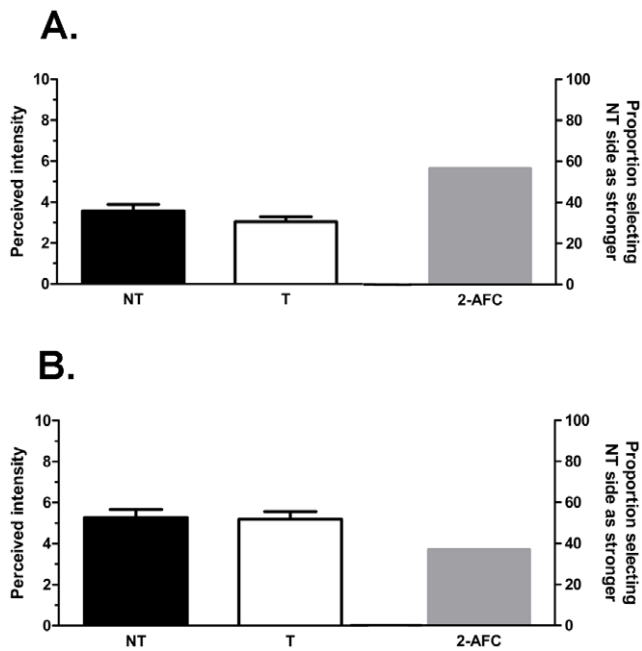 A.
10
8
6
4
2
0
Perceived intensity
NT
T
2-AFC
100
80
60
40
20
0
Proportion selecting
NT side as stronger
B.
10
8
6
4
2
0
Perceived intensity
NT
T
2-AFC
100
80
60
40
20
0
Proportion selecting
NT side as stronger